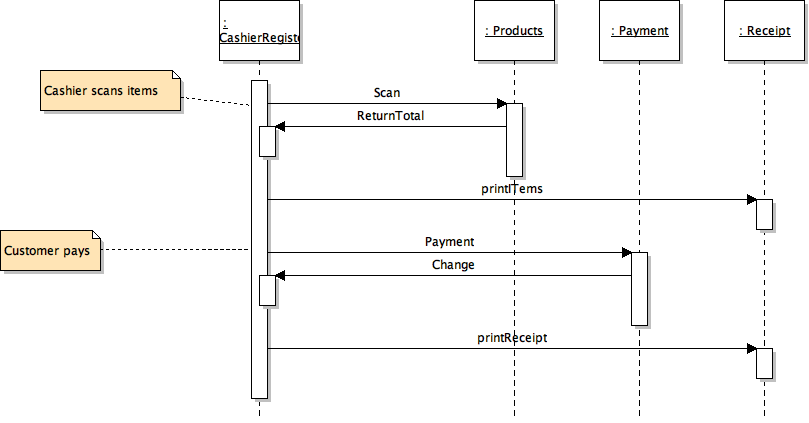 :
CashierRegiste
: Products
: Payment
: Receipt
Cashier scans items
Scan
ReturnTotal
printITems
Customer pays
Payment
Change
printReceipt